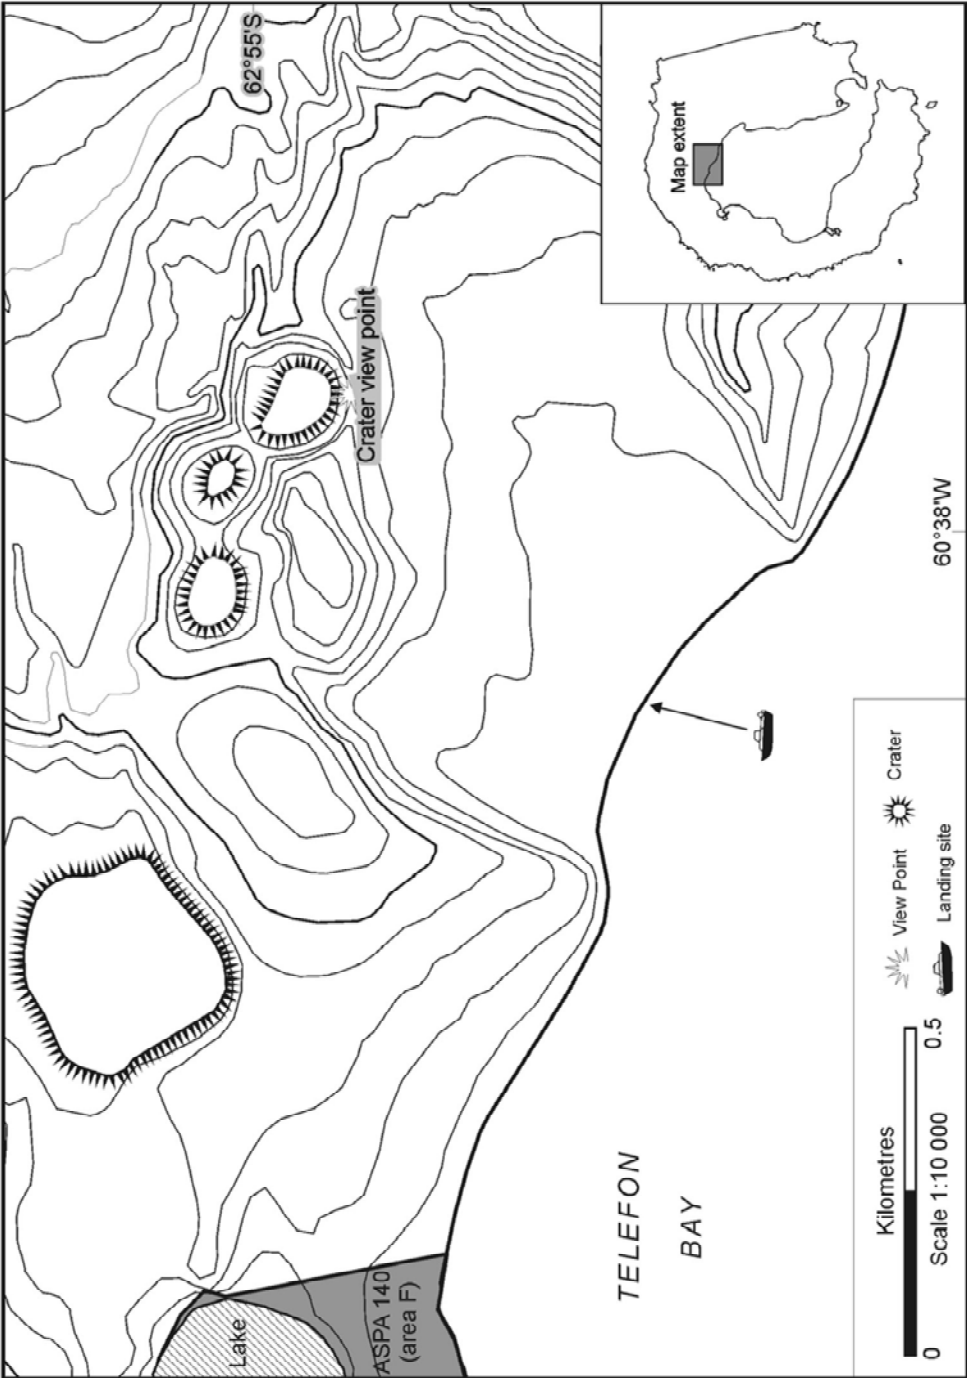 62°55'S
Map extent
Crater view point
60°38'W
TELEFON
BAY
Lake
ASPA 140
(area F)
Kilometres
0
0.5
Scale 1:10 000
View Point
Crater
Landing site